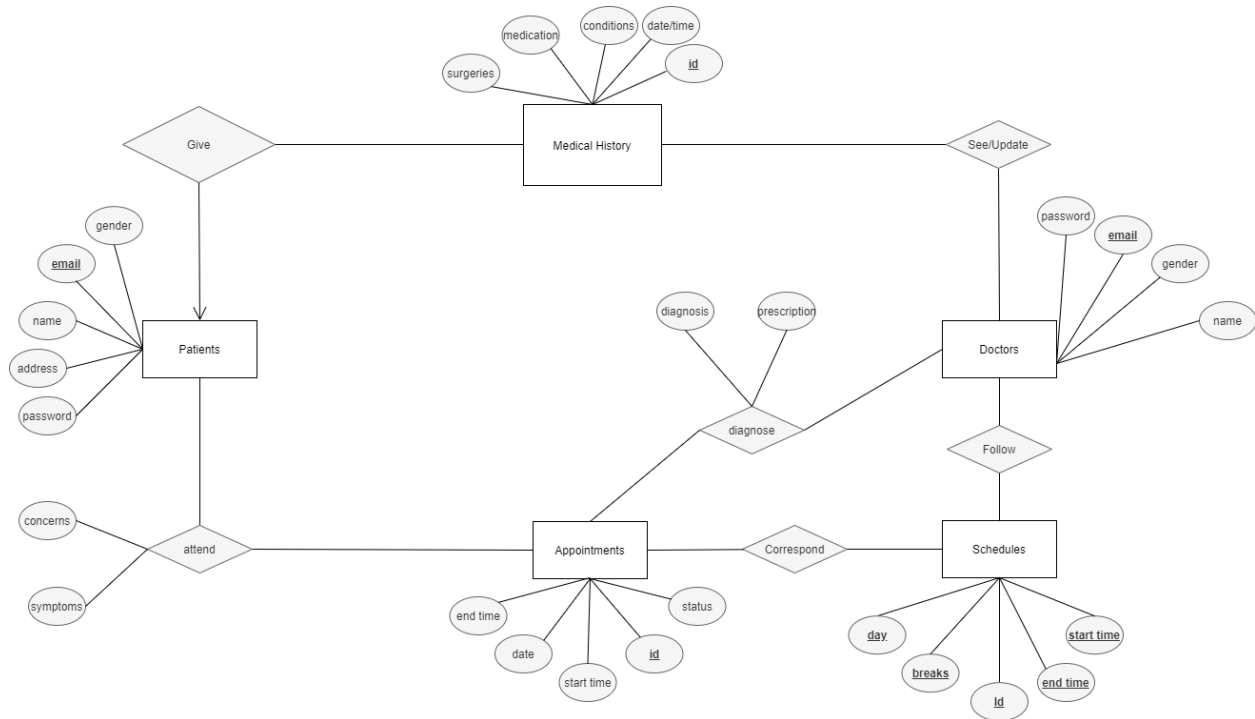 conditions
date/time
medication
id
surgeries
Give
Medical History
See/Update
gender
password
email
email
gender
name
diagnosis
prescription
name
Patients
Doctors
address
password
diagnose
Follow
concerns
attend
Appointments
Correspond
Schedules
symptoms
end time
status
day
start time
date
id
breaks
start time
end time
Id